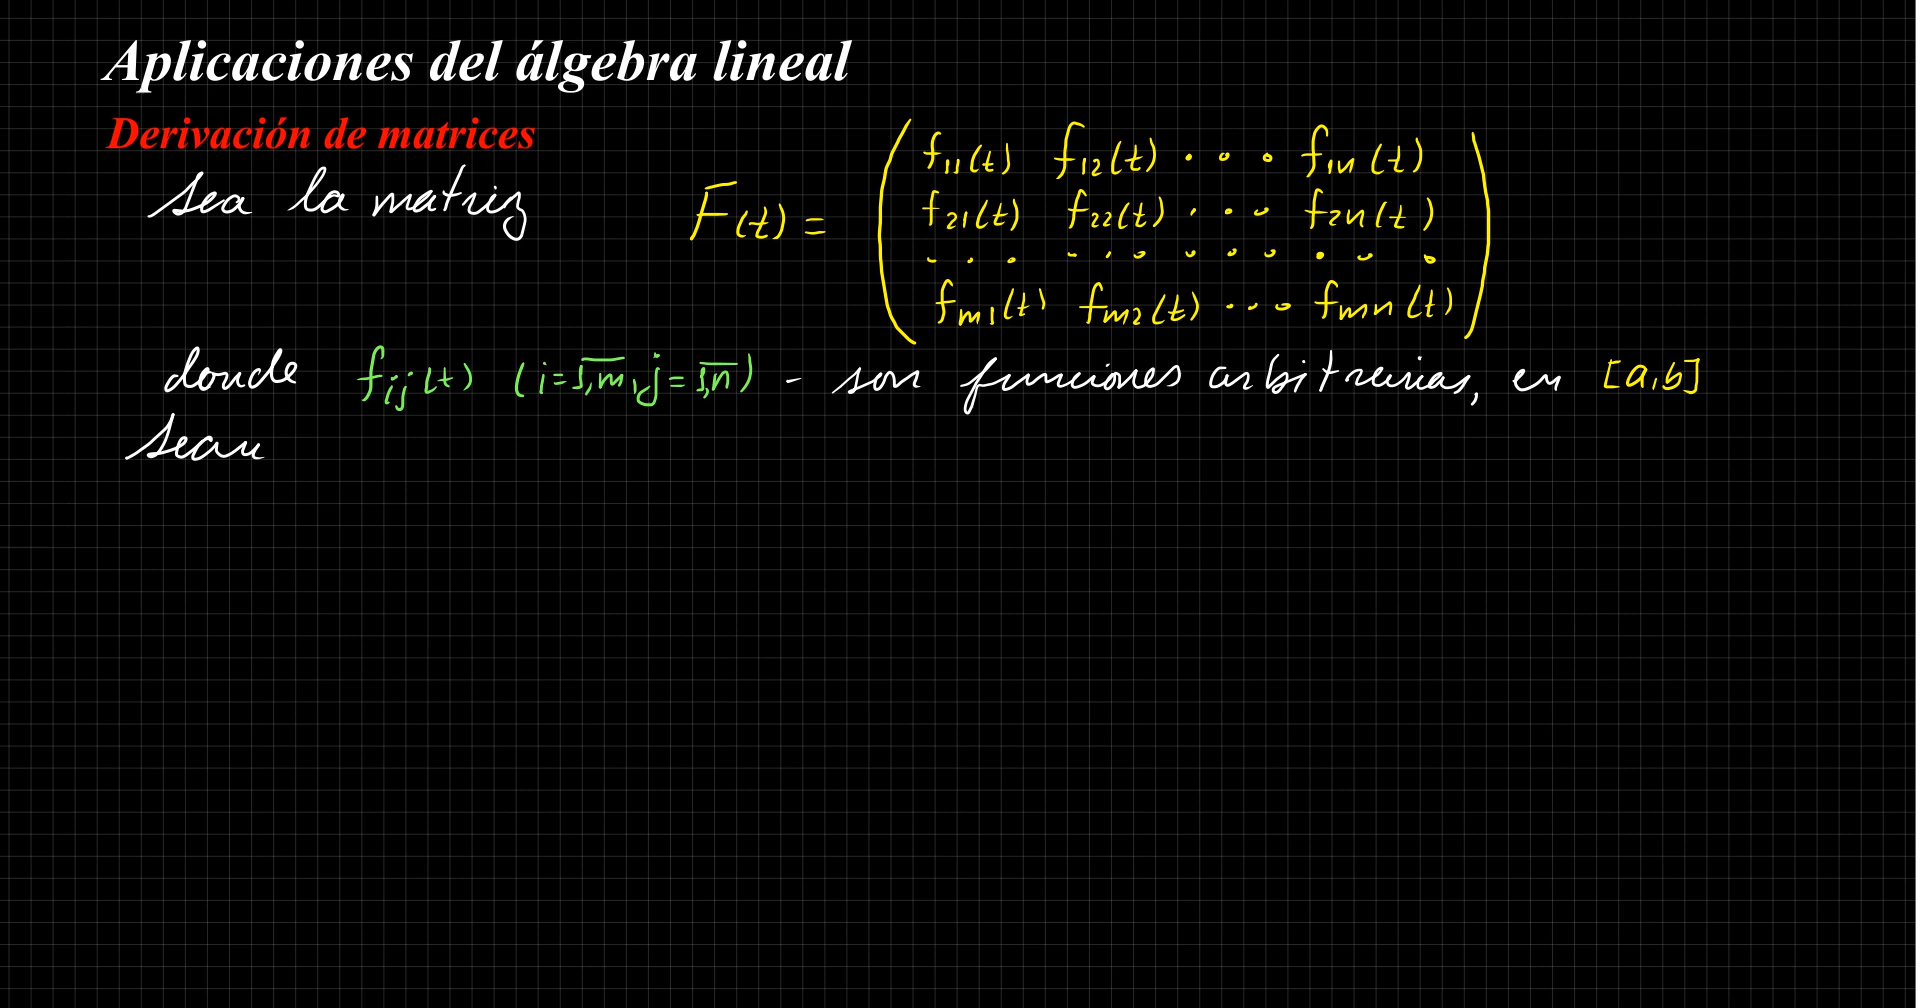 Aplicaciones del álgebra lineal
Derivación de matrices
Sea la matriz F(t) =
f11(t) f12(t) . . . f1n(t)
f21(t) f22(t) . . . f2n(t)
. . . . . . . . . . . .
fm1(t) fm2(t) . . . fmn(t)
donde fij(t) (i=1,m, j=1,n) - son funciones arbitrarias, en [a,b]
Sean